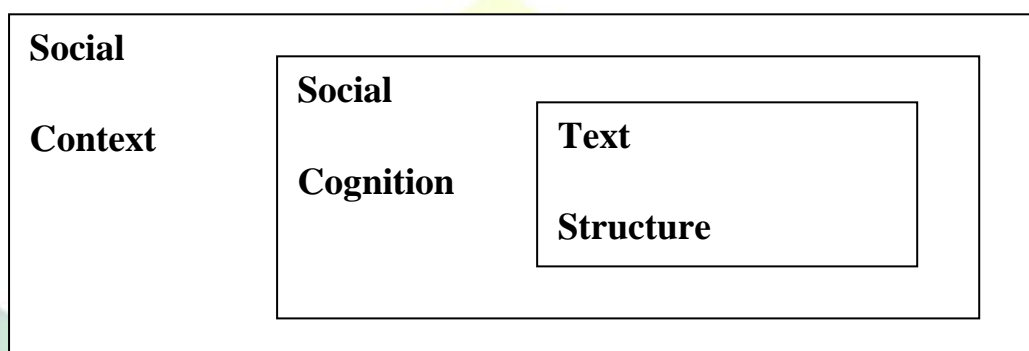 Social
Context
Social
Cognition
Text
Structure